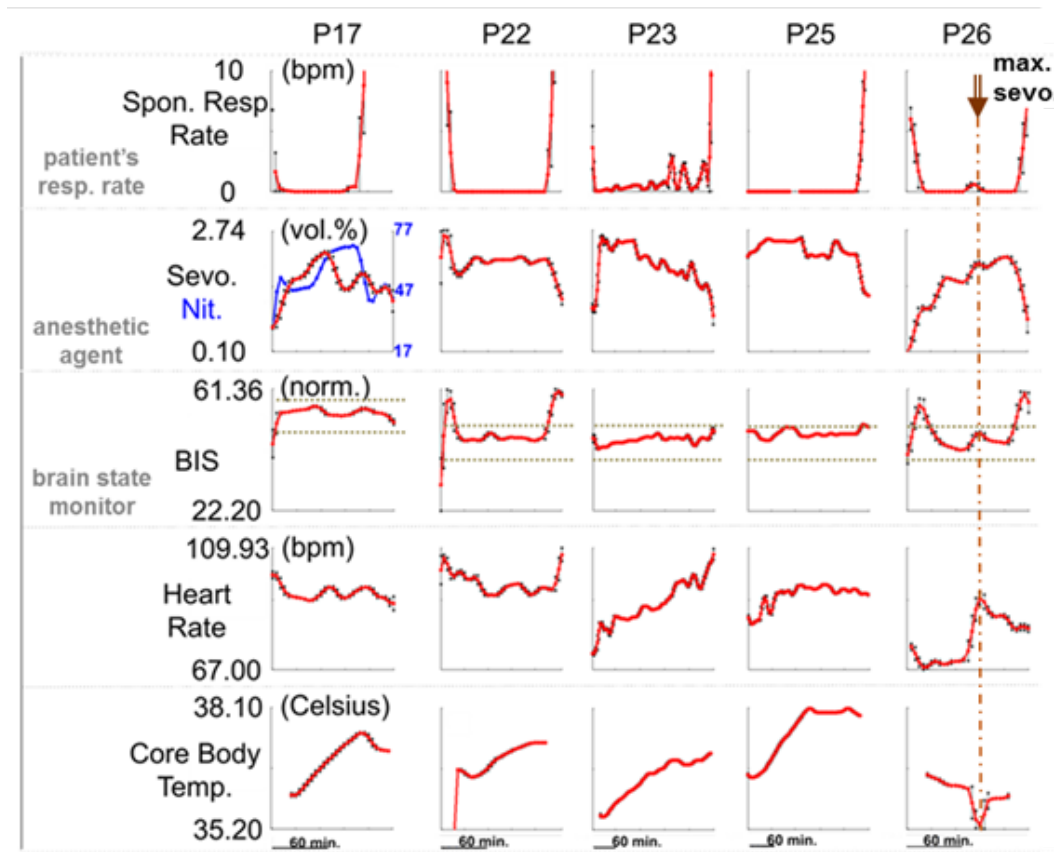 P17 P22 P23 P25 P26
10 (bpm)
Spon. Resp.
Rate
patient's
resp. rate
0
max.
sevo.
2.74 (vol.%) 77
Sevo.
Nit.
47
anesthetic
agent
0.10 17
61.36 (norm.)
BIS
brain state
monitor
22.20
109.93 (bpm)
Heart
Rate
67.00
38.10 (Celsius)
Core Body
Temp.
35.20
60 min. 60 min. 60 min. 60 min. 60 min.